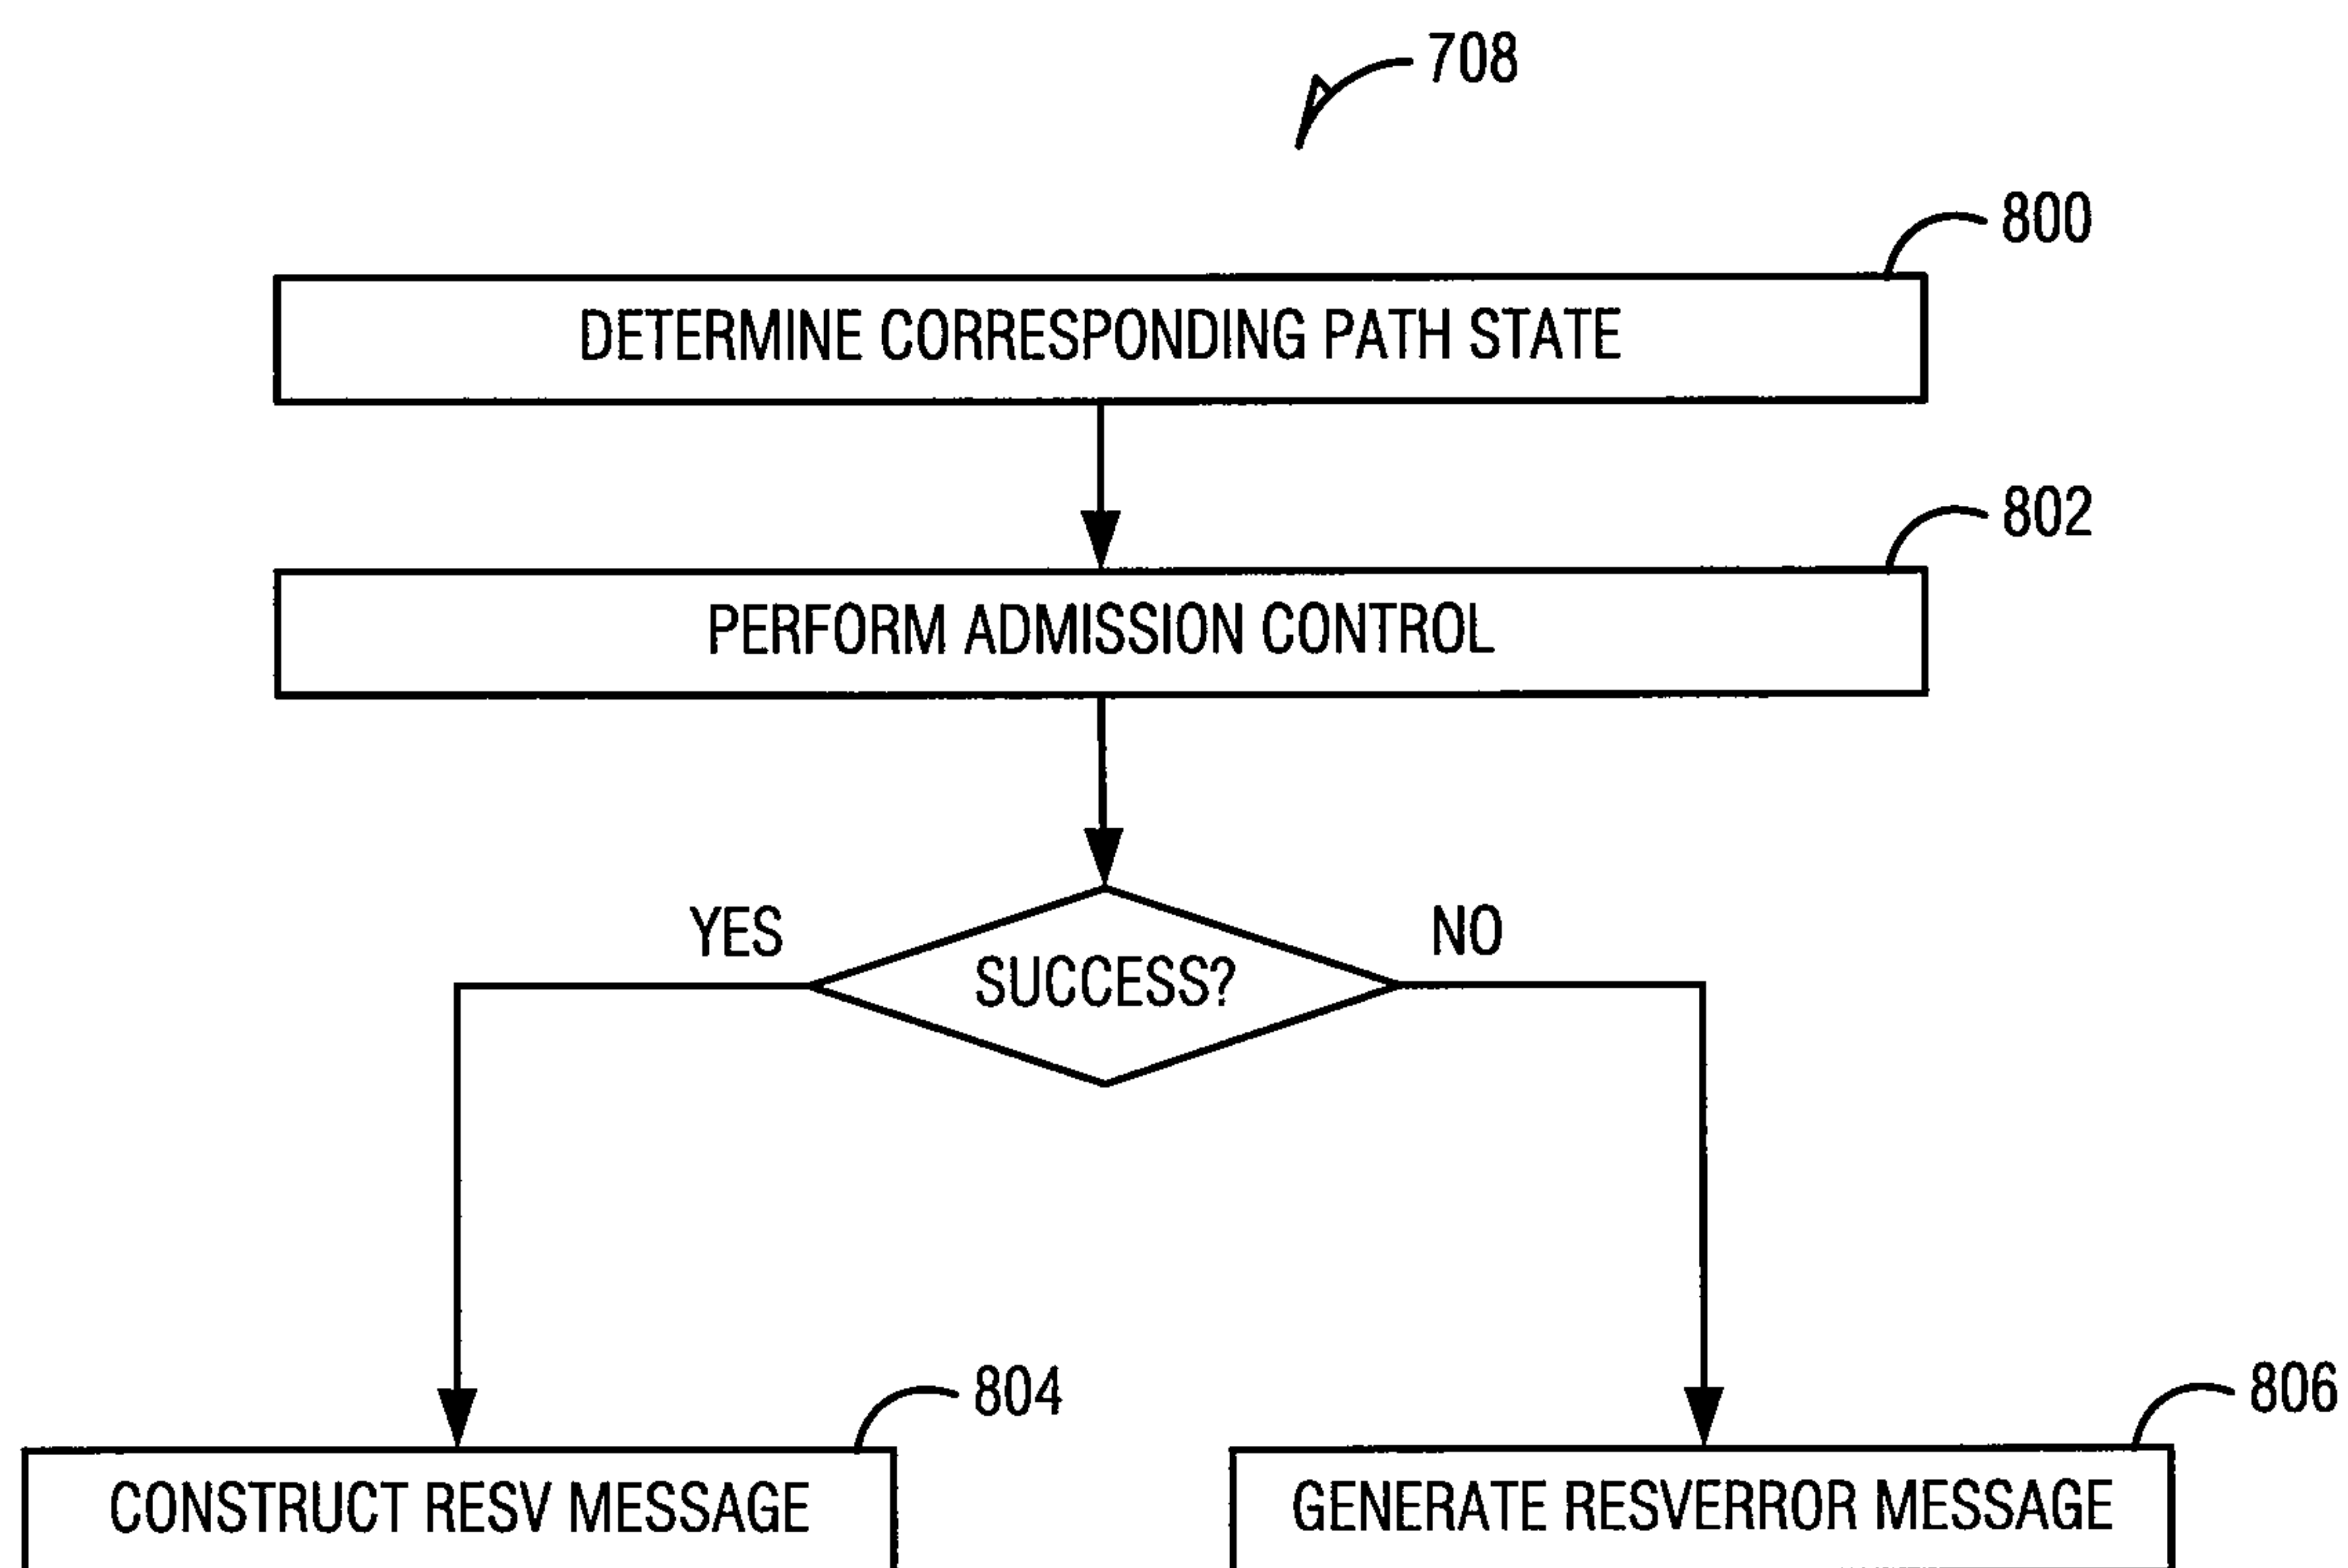 708
800
DETERMINE CORRESPONDING PATH STATE
802
PERFORM ADMISSION CONTROL
YES
NO
SUCCESS?
804
806
CONSTRUCT RESV MESSAGE
GENERATE RESVERROR MESSAGE